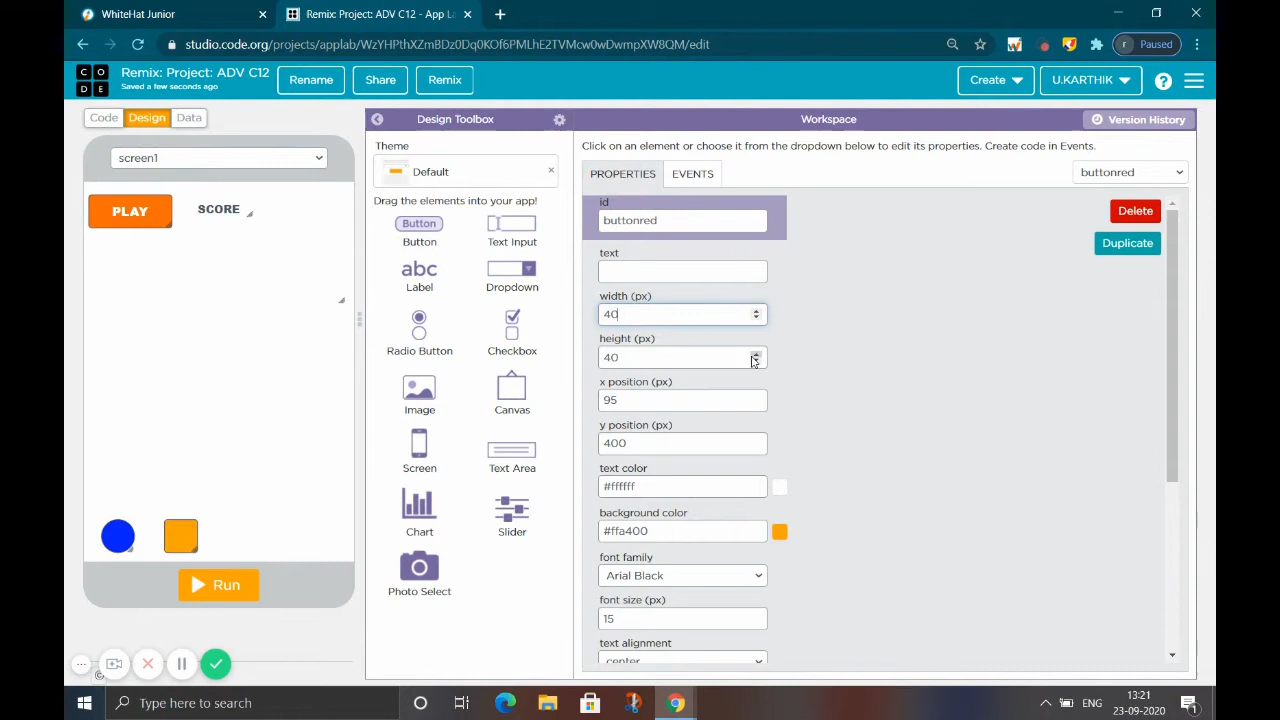 WhiteHat Junior
Remix: Project: ADV C12 - App La
studio.code.org/projects/applab/WzYHPthXZmBDz0Dq0KOf6PMLhE2TVMcw0wDwmpXW8QM/edit
r Paused
C O
D E
Remix: Project: ADV C12
Saved a few seconds ago
Rename
Share
Remix
Create
U.KARTHIK
?
Code
Design
Data
Design Toolbox
Workspace
Version History
screen1
Theme
Default
Click on an element or choose it from the dropdown below to edit its properties. Create code in Events.
PROPERTIES
EVENTS
buttonred
PLAY
SCORE
Drag the elements into your app!
Button
Button
Text Input
abc
Label
Dropdown
Radio Button
Checkbox
Image
Canvas
Screen
Text Area
Chart
Slider
Photo Select
id
buttonred
Delete
Duplicate
text
width (px)
40
height (px)
40
x position (px)
95
y position (px)
400
text color
#ffffff
background color
#ffa400
font family
Arial Black
font size (px)
15
text alignment
center
Run
Type here to search
ENG
13:21
23-09-2020
1